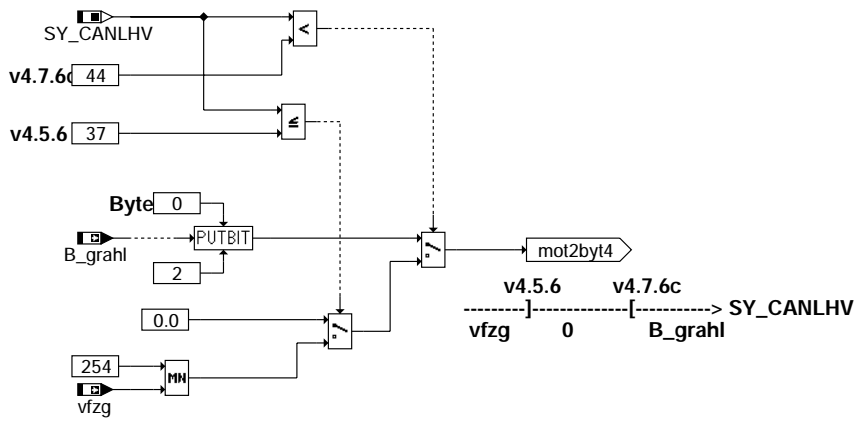 SY_CANLHV
<
v4.7.6c 44
≤
v4.5.6 37
Byte 0
PUTBIT
B_grahl
2
mot2byt4
v4.5.6 v4.7.6c
--------]------------[-----------> SY_CANLHV
vfzg 0 B_grahl
0.0
254
MN
vfzg